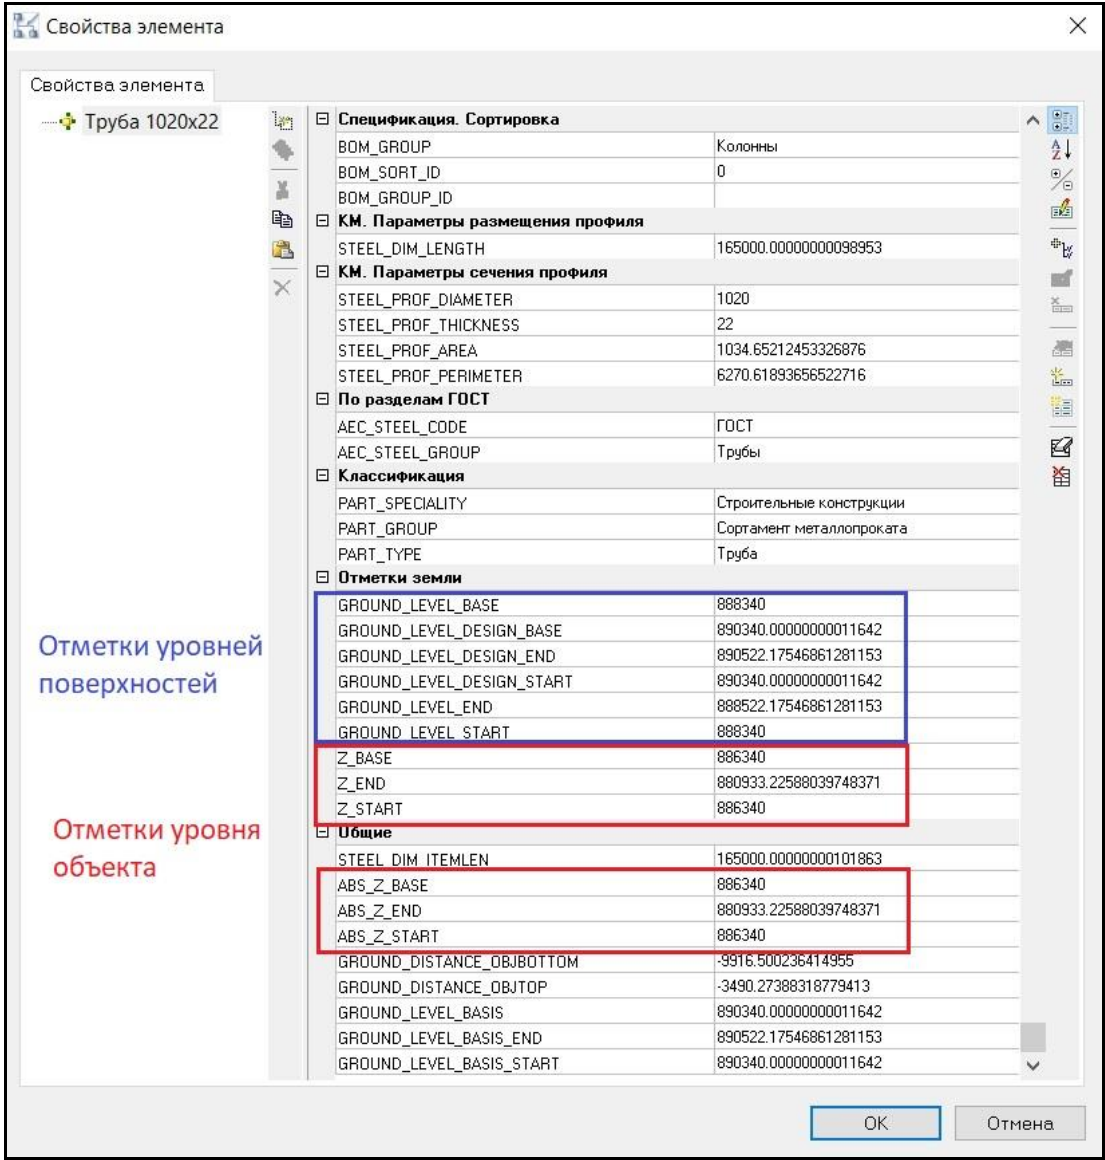 Свойства элемента
Свойства элемента
Труба 1020x22
Спецификация. Сортировка
BOM_GROUP Колонны
BOM_SORT_ID 0
BOM_GROUP_ID
КМ. Параметры размещения профиля
STEEL_DIM_LENGTH 165000.00000000098953
КМ. Параметры сечения профиля
STEEL_PROF_DIAMETER 1020
STEEL_PROF_THICKNESS 22
STEEL_PROF_AREA 1034.65212453326876
STEEL_PROF_PERIMETER 6270.61893656522716
По разделам ГОСТ
AEC_STEEL_CODE ГОСТ
AEC_STEEL_GROUP Трубы
Классификация
PART_SPECIALITY Строительные конструкции
PART_GROUP Сортамент металлопроката
PART_TYPE Труба
Отметки земли
GROUND_LEVEL_BASE 888340
GROUND_LEVEL_DESIGN_BASE 890340.00000000011642
GROUND_LEVEL_DESIGN_END 890522.17546861281153
GROUND_LEVEL_DESIGN_START 890340.00000000011642
GROUND_LEVEL_END 888522.17546861281153
GROUND_LEVEL_START 888340
Отметки уровней
поверхностей
Z_BASE 886340
Z_END 880933.22588039748371
Z_START 886340
Отметки уровня
объекта
Общие
STEEL_DIM_ITEMLEN 165000.00000000101863
ABS_Z_BASE 886340
ABS_Z_END 880933.22588039748371
ABS_Z_START 886340
GROUND_DISTANCE_OBJBOTTOM -9916.500236414955
GROUND_DISTANCE_OBJTOP -3490.27388318779413
GROUND_LEVEL_BASIS 890340.00000000011642
GROUND_LEVEL_BASIS_END 890522.17546861281153
GROUND_LEVEL_BASIS_START 890340.00000000011642
OK Отмена